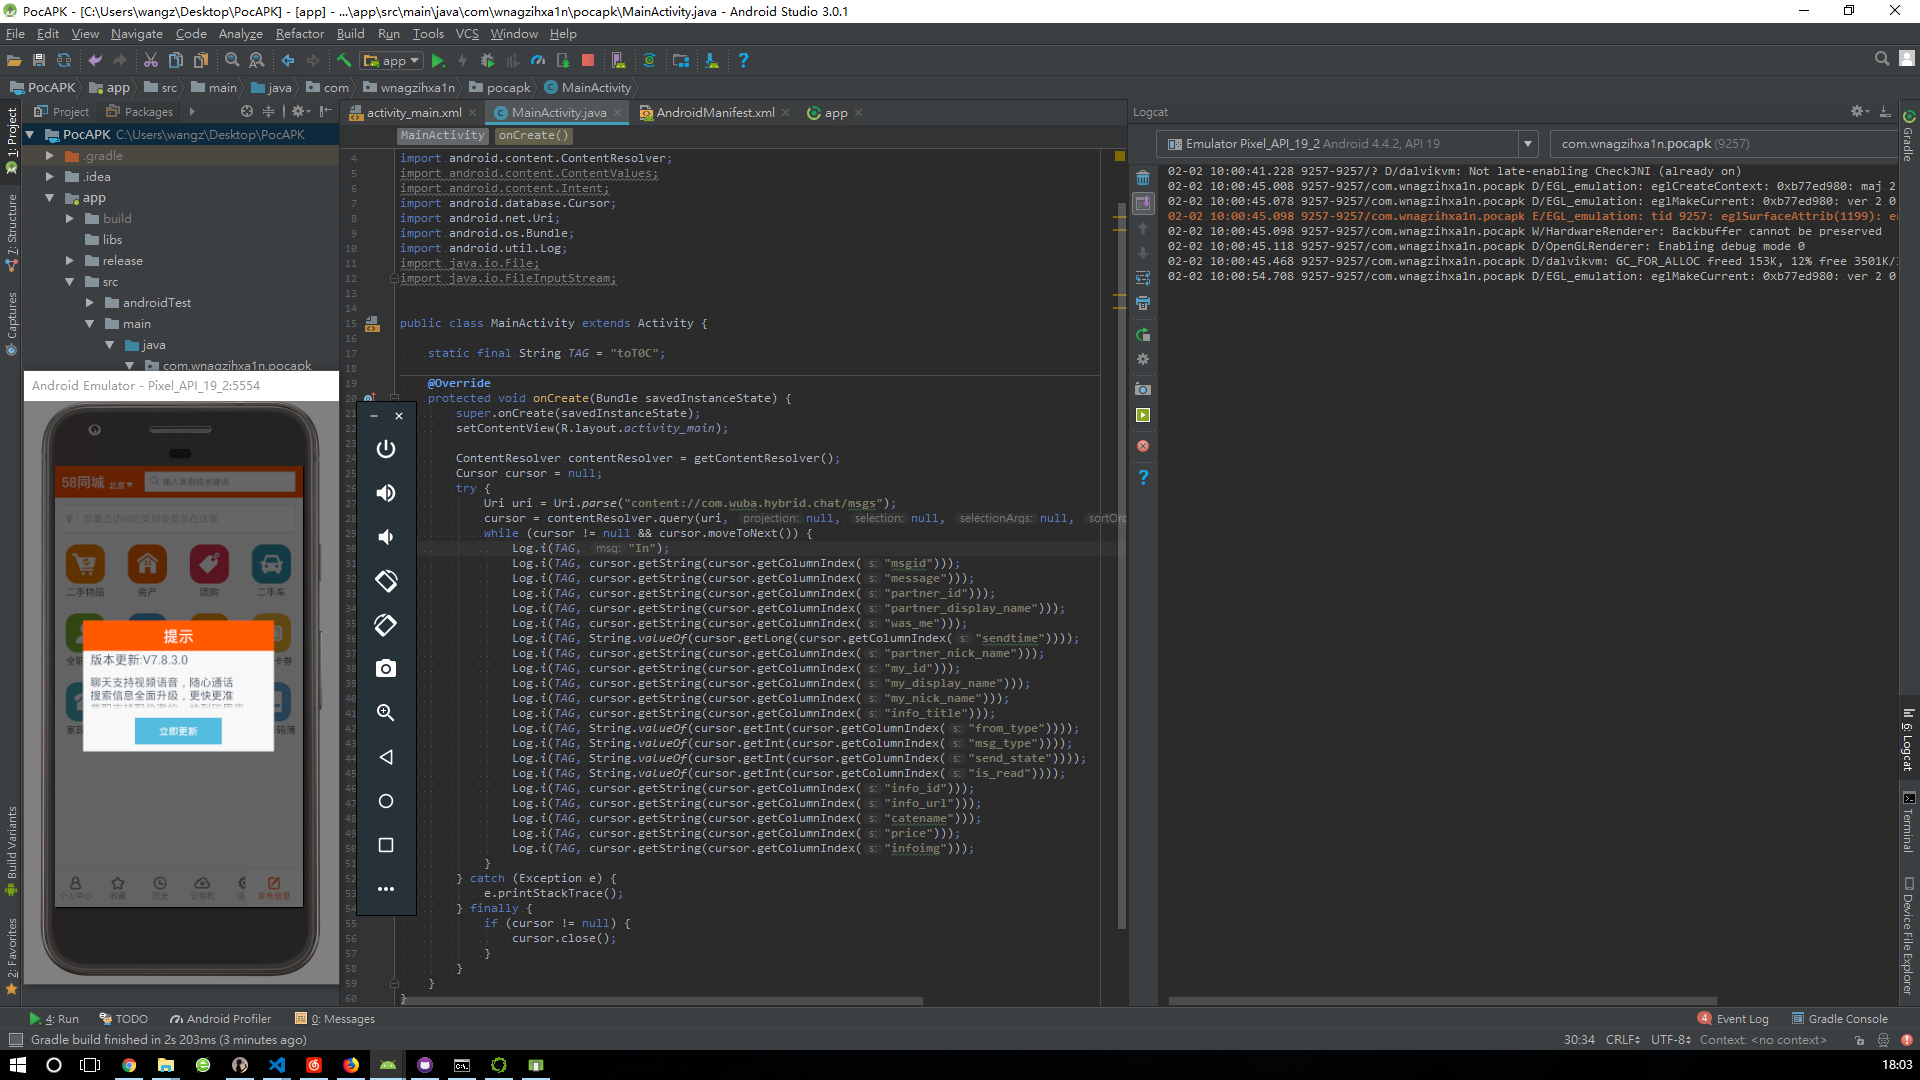 PocAPK - [C:\Users\wangz\Desktop\PocAPK] - [app] - ...\app\src\main\java\com\wnagzihxa1n\pocapk\MainActivity.java - Android Studio 3.0.1
File Edit View Navigate Code Analyze Refactor Build Run Tools VCS Window Help
app
PocAPK app src main java com wnagzihxa1n pocapk MainActivity
Project Packages
activity_main.xml MainActivity.java AndroidManifest.xml app
Logcat
MainActivity onCreate()
PocAPK C:\Users\wangz\Desktop\PocAPK
.gradle
.idea
app
build
libs
release
src
androidTest
main
java
com.wnagzihxa1n.pocapk
1: Project
7: Structure
Captures
Build Variants
2: Favorites
Android Emulator - Pixel_API_19_2:5554
58同城 北京
输入类别或关键词
您最近访问的类别会显示在这里
二手物品 房产 团购 二手车
提示
版本更新:V7.8.3.0
聊天支持视频语音，随心通话
搜索信息全面升级，更快更准
立即更新
个人中心 收藏 历史 云相机 发布信息
4 import android.content.ContentResolver;
5 import android.content.ContentValues;
6 import android.content.Intent;
7 import android.database.Cursor;
8 import android.net.Uri;
9 import android.os.Bundle;
10 import android.util.Log;
11 import java.io.File;
12 import java.io.FileInputStream;
13
14
15 public class MainActivity extends Activity {
16
17 static final String TAG = "toT0C";
18
19 @Override
20 protected void onCreate(Bundle savedInstanceState) {
21 super.onCreate(savedInstanceState);
22 setContentView(R.layout.activity_main);
23
24 ContentResolver contentResolver = getContentResolver();
25 Cursor cursor = null;
26 try {
27 Uri uri = Uri.parse("content://com.wuba.hybrid.chat/msgs");
28 cursor = contentResolver.query(uri, projection: null, selection: null, selectionArgs: null, sortOrd
29 while (cursor != null && cursor.moveToNext()) {
30 Log.i(TAG, msg: "In");
31 Log.i(TAG, cursor.getString(cursor.getColumnIndex( s: "msgid")));
32 Log.i(TAG, cursor.getString(cursor.getColumnIndex( s: "message")));
33 Log.i(TAG, cursor.getString(cursor.getColumnIndex( s: "partner_id")));
34 Log.i(TAG, cursor.getString(cursor.getColumnIndex( s: "partner_display_name")));
35 Log.i(TAG, cursor.getString(cursor.getColumnIndex( s: "was_me")));
36 Log.i(TAG, String.valueOf(cursor.getLong(cursor.getColumnIndex( s: "sendtime"))));
37 Log.i(TAG, cursor.getString(cursor.getColumnIndex( s: "partner_nick_name")));
38 Log.i(TAG, cursor.getString(cursor.getColumnIndex( s: "my_id")));
39 Log.i(TAG, cursor.getString(cursor.getColumnIndex( s: "my_display_name")));
40 Log.i(TAG, cursor.getString(cursor.getColumnIndex( s: "my_nick_name")));
41 Log.i(TAG, cursor.getString(cursor.getColumnIndex( s: "info_title")));
42 Log.i(TAG, String.valueOf(cursor.getInt(cursor.getColumnIndex( s: "from_type"))));
43 Log.i(TAG, String.valueOf(cursor.getInt(cursor.getColumnIndex( s: "msg_type"))));
44 Log.i(TAG, String.valueOf(cursor.getInt(cursor.getColumnIndex( s: "send_state"))));
45 Log.i(TAG, String.valueOf(cursor.getInt(cursor.getColumnIndex( s: "is_read"))));
46 Log.i(TAG, cursor.getString(cursor.getColumnIndex( s: "info_id")));
47 Log.i(TAG, cursor.getString(cursor.getColumnIndex( s: "info_url")));
48 Log.i(TAG, cursor.getString(cursor.getColumnIndex( s: "catename")));
49 Log.i(TAG, cursor.getString(cursor.getColumnIndex( s: "price")));
50 Log.i(TAG, cursor.getString(cursor.getColumnIndex( s: "infoimg")));
51 }
52 } catch (Exception e) {
53 e.printStackTrace();
54 } finally {
55 if (cursor != null) {
56 cursor.close();
57 }
58 }
59 }
60 }
Emulator Pixel_API_19_2 Android 4.4.2, API 19
com.wnagzihxa1n.pocapk (9257)
02-02 10:00:41.228 9257-9257/? D/dalvikvm: Not late-enabling CheckJNI (already on)
02-02 10:00:45.008 9257-9257/com.wnagzihxa1n.pocapk D/EGL_emulation: eglCreateContext: 0xb77ed980: maj 2
02-02 10:00:45.078 9257-9257/com.wnagzihxa1n.pocapk D/EGL_emulation: eglMakeCurrent: 0xb77ed980: ver 2 0
02-02 10:00:45.098 9257-9257/com.wnagzihxa1n.pocapk E/EGL_emulation: tid 9257: eglSurfaceAttrib(1199): e
02-02 10:00:45.098 9257-9257/com.wnagzihxa1n.pocapk W/HardwareRenderer: Backbuffer cannot be preserved
02-02 10:00:45.118 9257-9257/com.wnagzihxa1n.pocapk D/OpenGLRenderer: Enabling debug mode 0
02-02 10:00:45.468 9257-9257/com.wnagzihxa1n.pocapk D/dalvikvm: GC_FOR_ALLOC freed 153K, 12% free 3501K/
02-02 10:00:54.708 9257-9257/com.wnagzihxa1n.pocapk D/EGL_emulation: eglMakeCurrent: 0xb77ed980: ver 2 0
Gradle
6: Logcat
Terminal
Device File Explorer
4: Run TODO Android Profiler 0: Messages
4 Event Log Gradle Console
Gradle build finished in 2s 203ms (3 minutes ago)
30:34 CRLF UTF-8 Context: <no context>
18:03